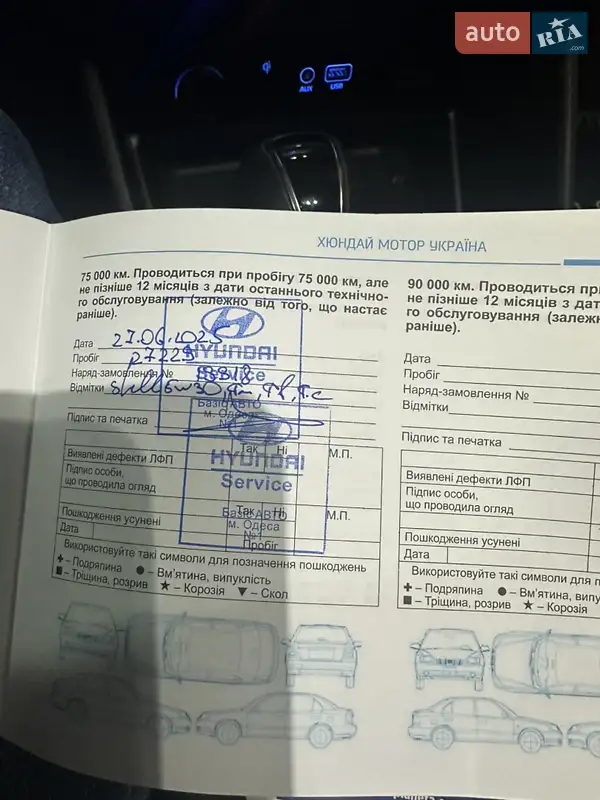 auto RIA .com
AUX USB
ХЮНДАЙ МОТОР УКРАЇНА
75 000 км. Проводиться при пробігу 75 000 км, але
не пізніше 12 місяців з дати останнього технічно-
го обслуговування (залежно від того, що настає
раніше).
Дата 27.06.2025
Пробіг
Наряд-замовлення №
Відмітки
HYUNDAI
Service
Базіс АВТО
м. Одеса
№1
Підпис та печатка
Так Ні
М.П.
HYUNDAI
Service
Виявлені дефекти ЛФП
Підпис особи,
що проводила огляд
Так Ні
М.П.
Базіс АВТО
м. Одеса
№1
Пошкодження усунені
Дата
Пробіг
Використовуйте такі символи для позначення пошкоджень
Подряпина Вм'ятина, випуклість
Тріщина, розрив Корозія Скол
90 000 км. Проводиться при
не пізніше 12 місяців з дат
го обслуговування (залежн
раніше).
Дата
Пробіг
Наряд-замовлення №
Відмітки
Підпис та печатка
Виявлені дефекти ЛФП
Підпис особи,
що проводила огляд
Пошкодження усунені
Дата
Використовуйте такі символи для п
Подряпина Вм'ятина, випу
Тріщина, розрив Корозія